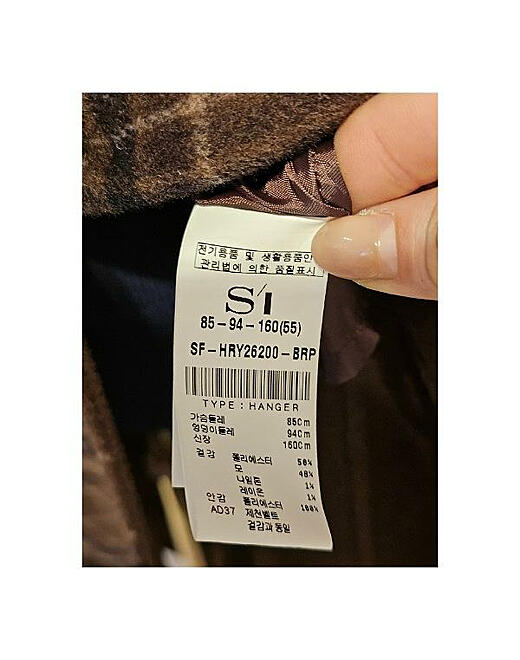 전기용품 및 생활용품안
관리법에 의한 품질표시
S/1
85-94-160(55)
SF-HRY26200-BRP
TYPE : HANGER
가슴둘레 85Cm
엉덩이둘레 94Cm
신장 160Cm
겉감 폴리에스터 50%
모 48%
나일론 1%
레이온 1%
안감 폴리에스터 100%
AD37 제천벨트
겉감과동일